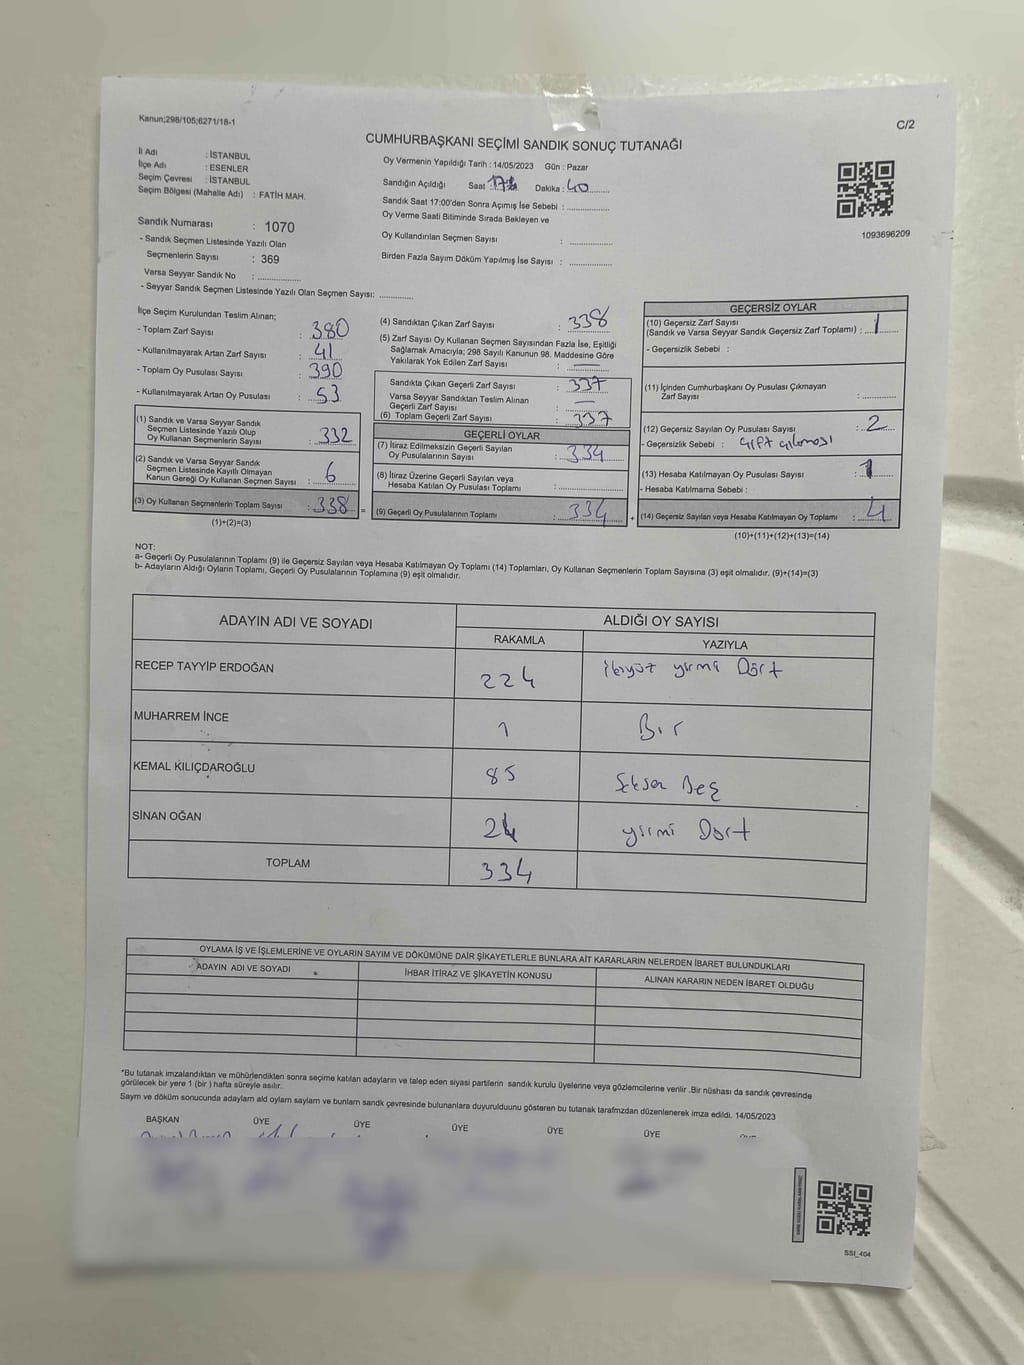 Kanun;298/105;6271/18-1
C/2
CUMHURBAŞKANI SEÇİMİ SANDIK SONUÇ TUTANAĞI
İl Adı : İSTANBUL
İlçe Adı : ESENLER
Seçim Çevresi : İSTANBUL
Seçim Bölgesi (Mahalle Adı) : FATİH MAH.
Oy Vermenin Yapıldığı Tarih : 14/05/2023 Gün : Pazar
Sandığın Açıldığı Saat 17 Dakika : 40
Sandık Saat 17:00'den Sonra Açımış İse Sebebi :
Oy Verme Saati Bitiminde Sırada Bekleyen ve
Oy Kullandırılan Seçmen Sayısı :
Birden Fazla Sayım Döküm Yapılmış İse Sayısı :
1093696209
Sandık Numarası : 1070
- Sandık Seçmen Listesinde Yazılı Olan
Seçmenlerin Sayısı : 369
Varsa Seyyar Sandık No :
- Seyyar Sandık Seçmen Listesinde Yazılı Olan Seçmen Sayısı:
İlçe Seçim Kurulundan Teslim Alınan;
- Toplam Zarf Sayısı : 380
- Kullanılmayarak Artan Zarf Sayısı : 41
- Toplam Oy Pusulası Sayısı : 390
- Kullanılmayarak Artan Oy Pusulası : 53
(1) Sandık ve Varsa Seyyar Sandık
Seçmen Listesinde Yazılı Olup
Oy Kullanan Seçmenlerin Sayısı : 332
(2) Sandık ve Varsa Seyyar Sandık
Seçmen Listesinde Kayıtlı Olmayan
Kanun Gereği Oy Kullanan Seçmen Sayısı : 6
(3) Oy Kullanan Seçmenlerin Toplam Sayısı : 338 =
(1)+(2)=(3)
(4) Sandıktan Çıkan Zarf Sayısı : 338
(5) Zarf Sayısı Oy Kullanan Seçmen Sayısından Fazla İse, Eşitliği
Sağlamak Amacıyla; 298 Sayılı Kanunun 98. Maddesine Göre
Yakılarak Yok Edilen Zarf Sayısı : —
Sandıkta Çıkan Geçerli Zarf Sayısı : 337
Varsa Seyyar Sandıktan Teslim Alınan
Geçerli Zarf Sayısı : —
(6) Toplam Geçerli Zarf Sayısı : 337
GEÇERLİ OYLAR
(7) İtiraz Edilmeksizin Geçerli Sayılan
Oy Pusulalarının Sayısı : 334
(8) İtiraz Üzerine Geçerli Sayılan veya
Hesaba Katılan Oy Pusulası Toplamı :
(9) Geçerli Oy Pusulalarının Toplamı : 334 +
GEÇERSİZ OYLAR
(10) Geçersiz Zarf Sayısı
(Sandık ve Varsa Seyyar Sandık Geçersiz Zarf Toplamı) : 1
- Geçersizlik Sebebi :
(11) İçinden Cumhurbaşkanı Oy Pusulası Çıkmayan
Zarf Sayısı :
(12) Geçersiz Sayılan Oy Pusulası Sayısı : 2
- Geçersizlik Sebebi : Çift çıkması
(13) Hesaba Katılmayan Oy Pusulası Sayısı : 1
- Hesaba Katılmama Sebebi :
(14) Geçersiz Sayılan veya Hesaba Katılmayan Oy Toplamı : 4
(10)+(11)+(12)+(13)=(14)
NOT:
a- Geçerli Oy Pusulalarının Toplamı (9) ile Geçersiz Sayılan veya Hesaba Katılmayan Oy Toplamı (14) Toplamları, Oy Kullanan Seçmenlerin Toplam Sayısına (3) eşit olmalıdır. (9)+(14)=(3)
b- Adayların Aldığı Oyların Toplamı, Geçerli Oy Pusulalarının Toplamına (9) eşit olmalıdır.
ADAYIN ADI VE SOYADI
ALDIĞI OY SAYISI
RAKAMLA YAZIYLA
RECEP TAYYİP ERDOĞAN 224 ikiyüz yirmi Dört
MUHARREM İNCE 1 Bir
KEMAL KILIÇDAROĞLU 85 Seksen Beş
SİNAN OĞAN 24 yirmi Dört
TOPLAM 334
OYLAMA İŞ VE İŞLEMLERİNE VE OYLARIN SAYIM VE DÖKÜMÜNE DAİR ŞİKAYETLERLE BUNLARA AİT KARARLARIN NELERDEN İBARET BULUNDUKLARI
ADAYIN ADI VE SOYADI İHBAR İTİRAZ VE ŞİKAYETİN KONUSU ALINAN KARARIN NEDEN İBARET OLDUĞU
*Bu tutanak imzalandıktan ve mühürlendikten sonra seçime katılan adayların ve talep eden siyasi partilerin sandık kurulu üyelerine veya gözlemcilerine verilir .Bir nüshası da sandık çevresinde
görülecek bir yere 1 (bir ) hafta süreyle asılır.
Saym ve döküm sonucunda adaylarn ald oylarn saylarn ve bunlarn sandk çevresinde bulunanlara duyurulduunu gösteren bu tutanak tarafmzdan düzenlenerek imza edildi. 14/05/2023
BAŞKAN ÜYE ÜYE ÜYE ÜYE ÜYE
SSİ_404